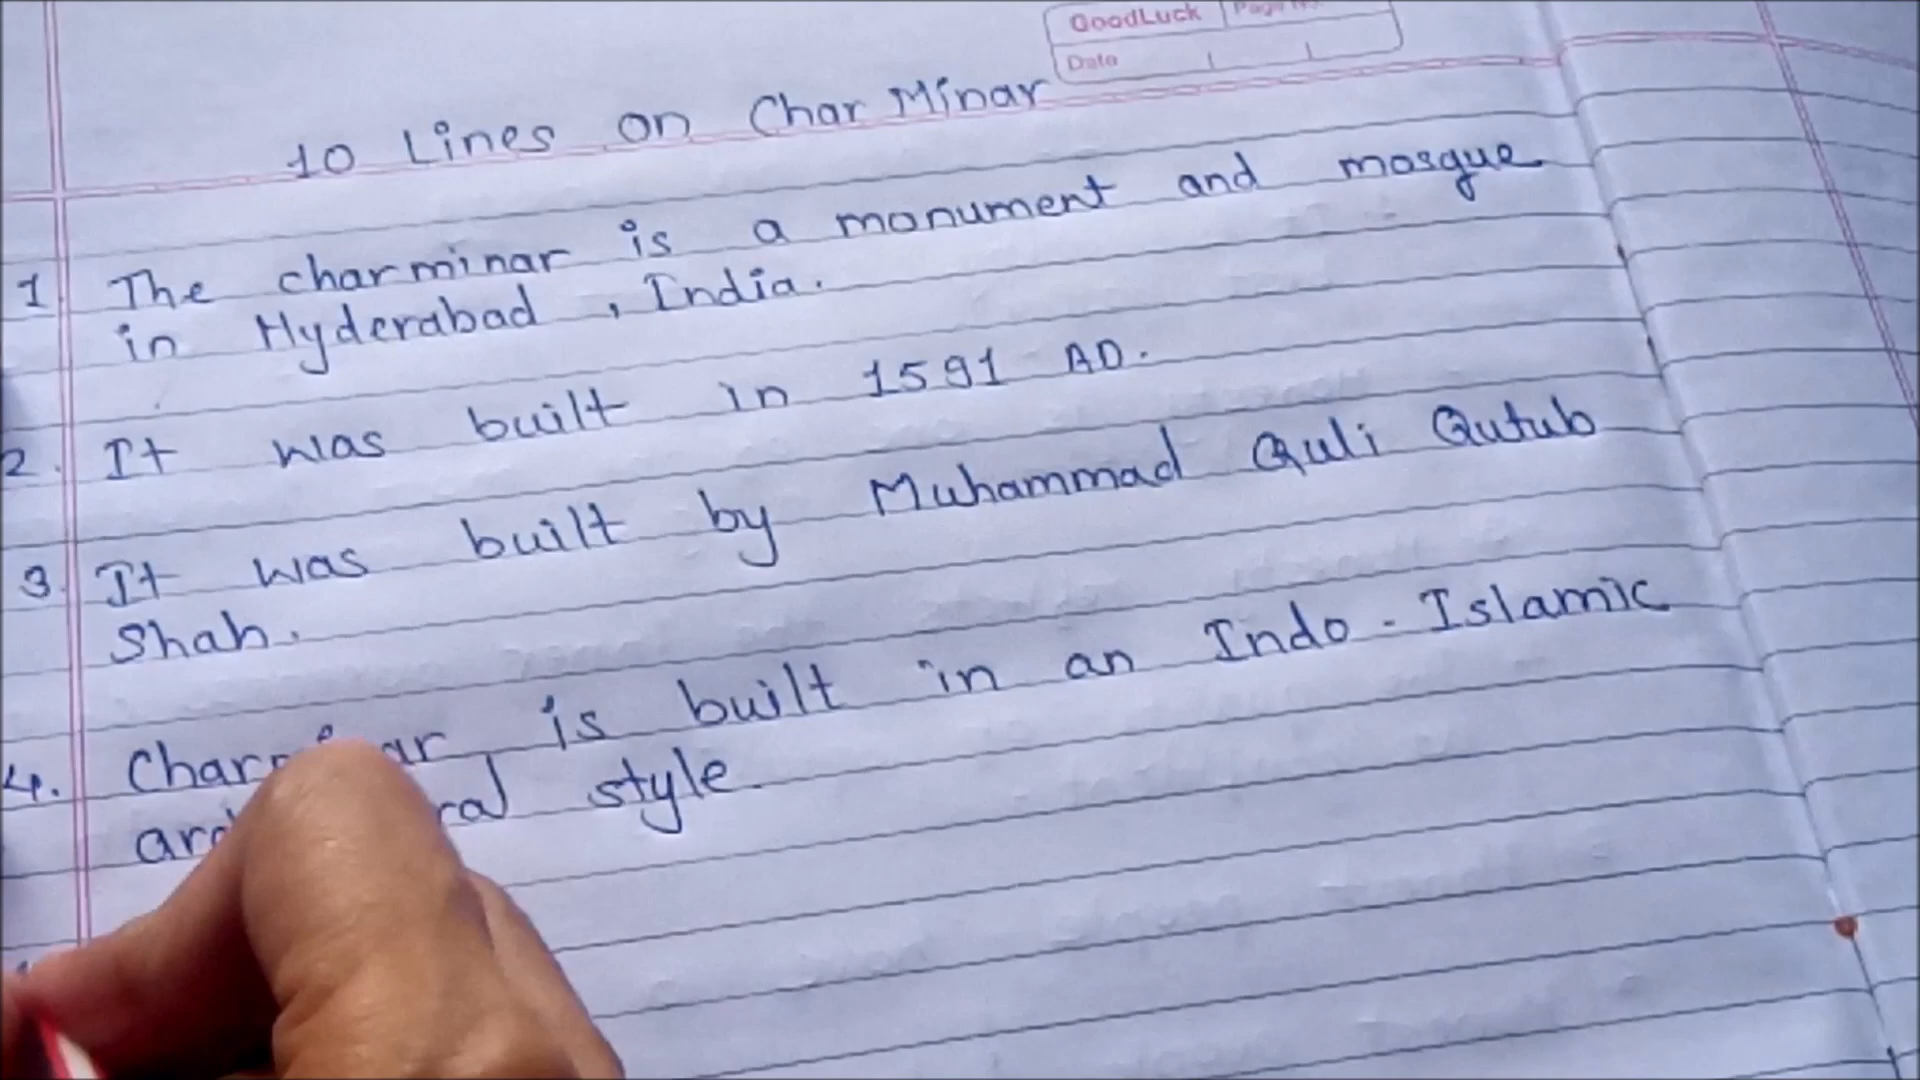 GoodLuck
Date
10 Lines on Char Minar
1 The charminar is a monument and mosque
in Hyderabad , India.
2. It was built in 1591 AD.
3. It was built by Muhammad Quli Qutub
Shah.
4. is built in an Indo - Islamic
style.